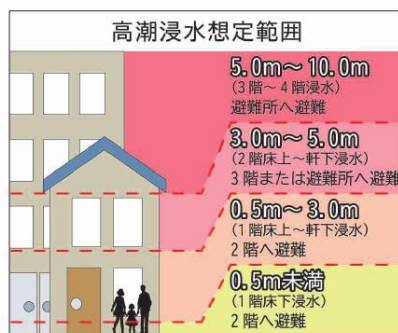 高潮浸水想定範囲
5.0m～10.0m
(3階～4階浸水)
避難所へ避難
3.0m～5.0m
(2階床上～軒下浸水)
3階または避難所へ避難
0.5m～3.0m
(1階床上～軒下浸水)
2階へ避難
0.5m未満
(1階床下浸水)
2階へ避難